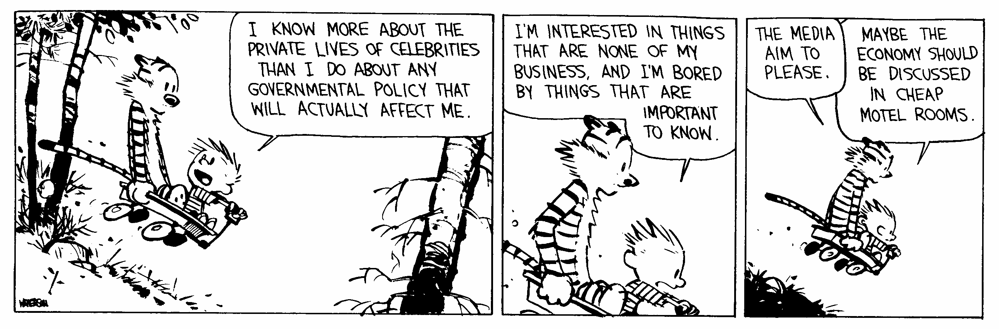 I KNOW MORE ABOUT THE
PRIVATE LIVES OF CELEBRITIES
THAN I DO ABOUT ANY
GOVERNMENTAL POLICY THAT
WILL ACTUALLY AFFECT ME.
I'M INTERESTED IN THINGS
THAT ARE NONE OF MY
BUSINESS, AND I'M BORED
BY THINGS THAT ARE
IMPORTANT
TO KNOW.
THE MEDIA
AIM TO
PLEASE.
MAYBE THE
ECONOMY SHOULD
BE DISCUSSED
IN CHEAP
MOTEL ROOMS.
WATTERSON